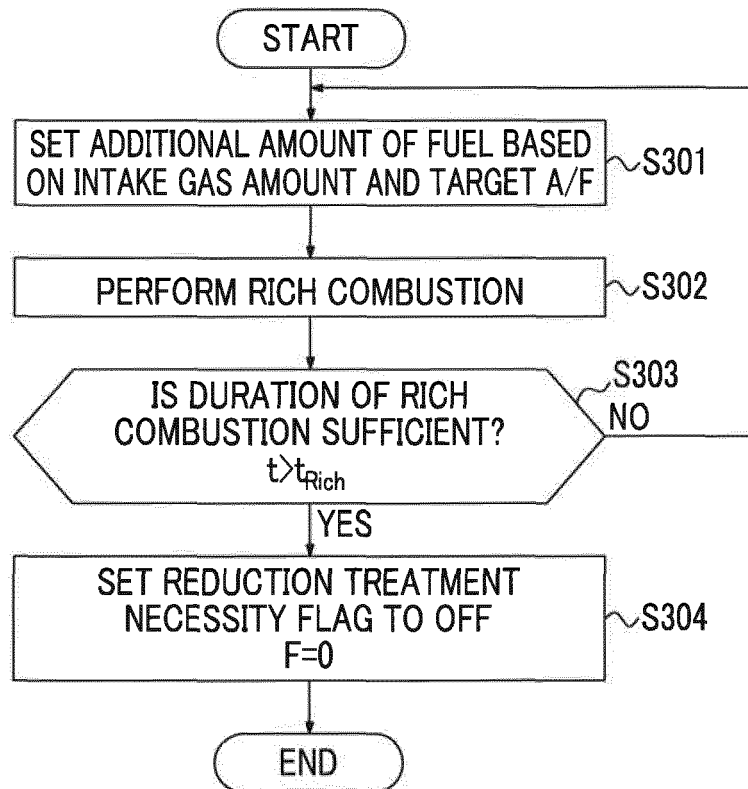 START
SET ADDITIONAL AMOUNT OF FUEL BASED
ON INTAKE GAS AMOUNT AND TARGET A/F
S301
PERFORM RICH COMBUSTION
S302
IS DURATION OF RICH
COMBUSTION SUFFICIENT?
t>tRich
S303
NO
YES
SET REDUCTION TREATMENT
NECESSITY FLAG TO OFF
F=0
S304
END